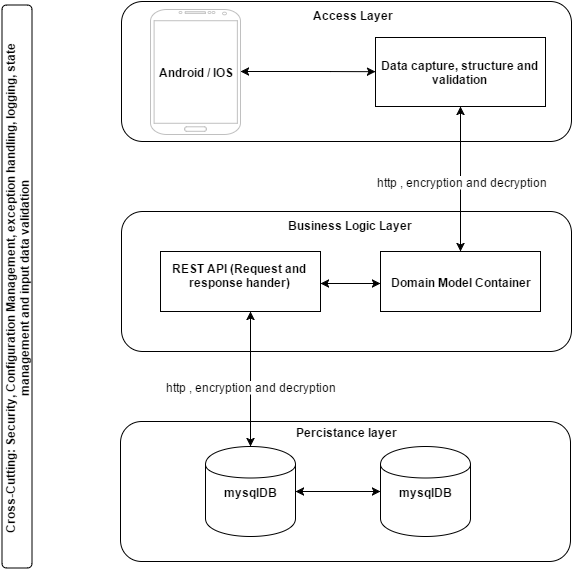 Access Layer
Android / IOS
Data capture, structure and
validation
http , encryption and decryption
Business Logic Layer
REST API (Request and
response hander)
Domain Model Container
http , encryption and decryption
Percistance layer
mysqlDB
mysqlDB
Cross-Cutting: Security, Configuration Management, exception handling, logging, state
management and input data validation